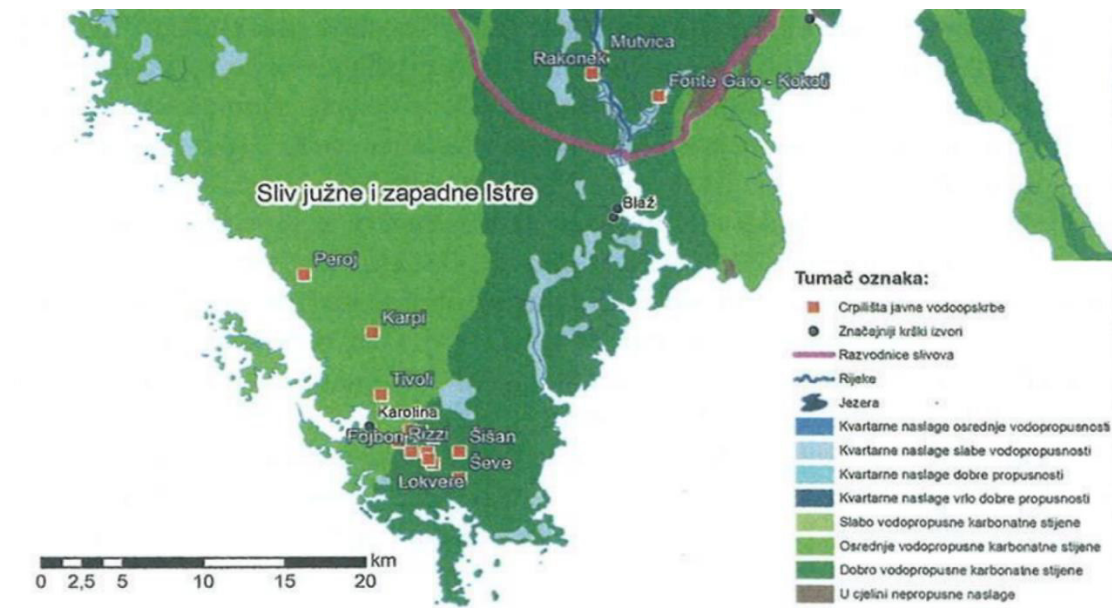 Mutvica
Rakonek
Fonte Gaio - Kokoti
Sliv južne i zapadne Istre
Blaž
Peroj
Karpi
Tivoli
Karolina
Fojbon Rizzi
Šišan
Ševe
Lokvere
0 2,5 5 10 15 20 km
Tumač oznaka:
Crpilišta javne vodoopskrbe
Značajniji krški izvori
Razvodnice slivova
Rijeke
Jezera
Kvartarne naslage osrednje vodopropusnosti
Kvartarne naslage slabe vodopropusnosti
Kvartarne naslage dobre propusnosti
Kvartarne naslage vrlo dobre propusnosti
Slabo vodopropusne karbonatne stijene
Osrednje vodopropusne karbonatne stijene
Dobro vodopropusne karbonatne stijene
U cjelini nepropusne naslage